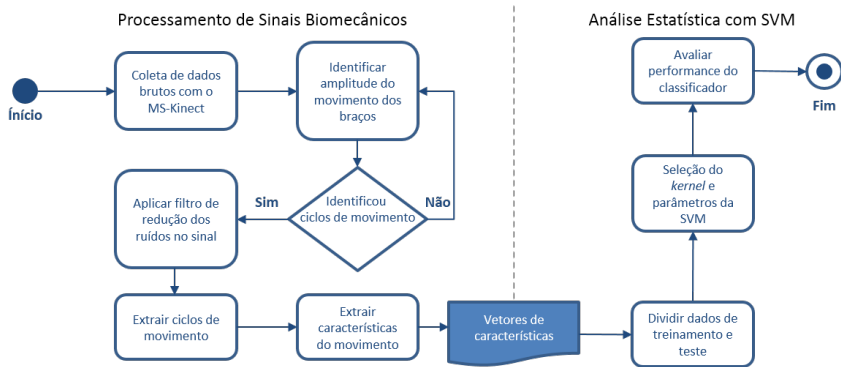 Processamento de Sinais Biomecânicos
Análise Estatística com SVM
Ínício
Coleta de dados
brutos com o
MS-Kinect
Identificar
amplitude do
movimento dos
braços
Identificou
ciclos de movimento
Sim
Não
Aplicar filtro de
redução dos
ruídos no sinal
Extrair ciclos de
movimento
Extrair
características
do movimento
Vetores de
características
Dividir dados de
treinamento e
teste
Seleção do
kernel e
parâmetros da
SVM
Avaliar
performance do
classificador
Fim